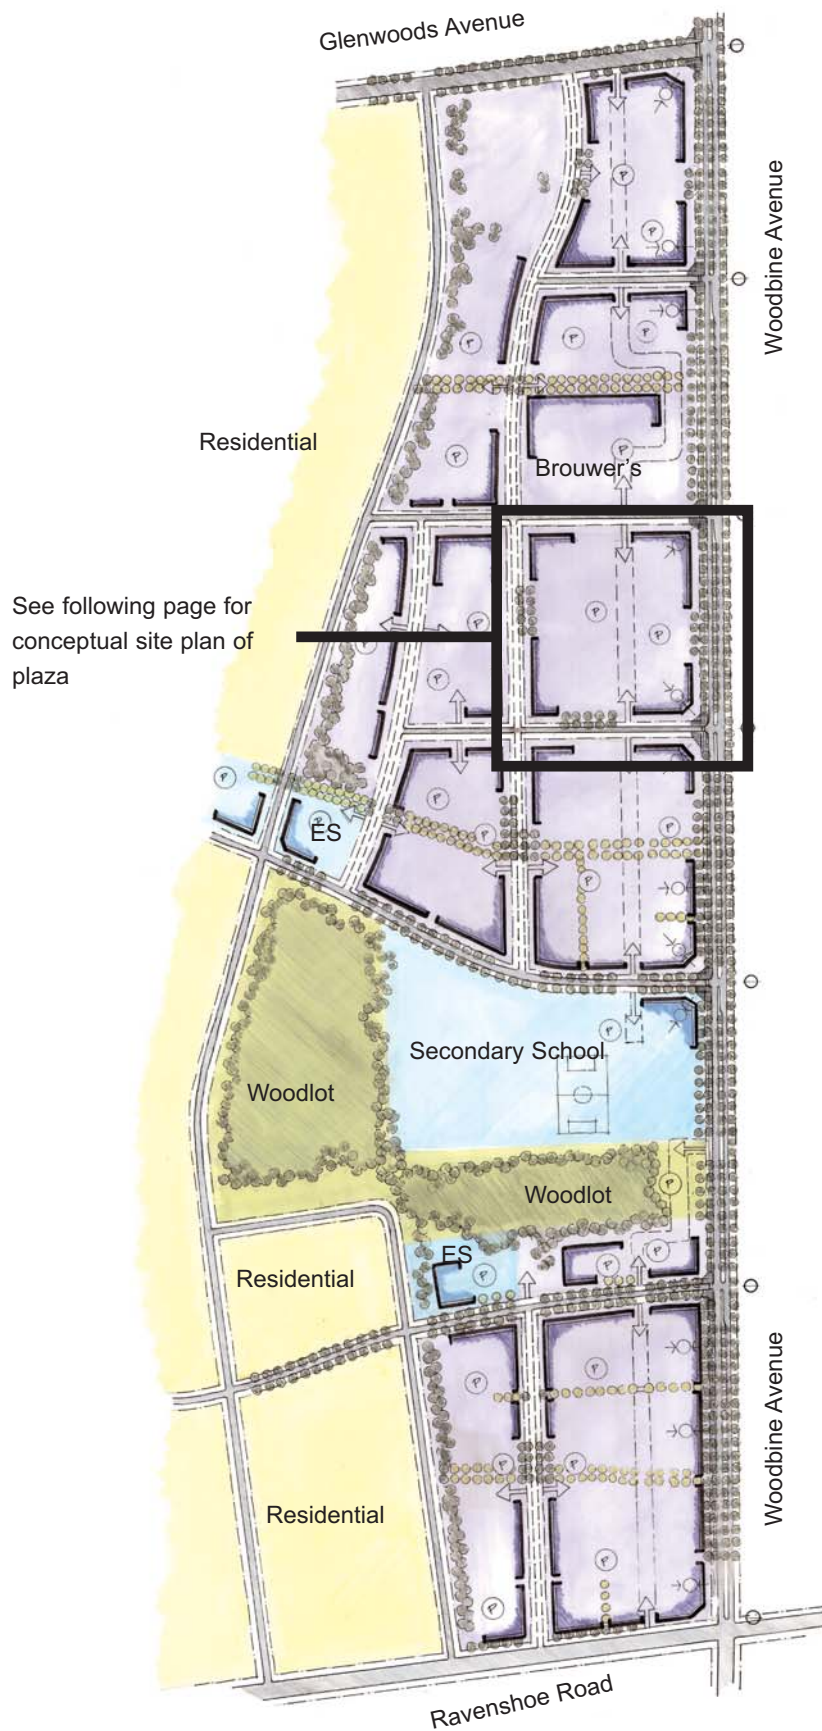 Glenwoods Avenue
Woodbine Avenue
P
P
P
P
P
Residential
P
P
Brouwer's
See following page for
conceptual site plan of
plaza
P
P
P
P
P
P
P
P
ES
P
P
P
P
Secondary School
Woodlot
Woodlot
P
ES
P
P
P
Residential
P
P
Woodbine Avenue
P
P
Residential
P
P
Ravenshoe Road